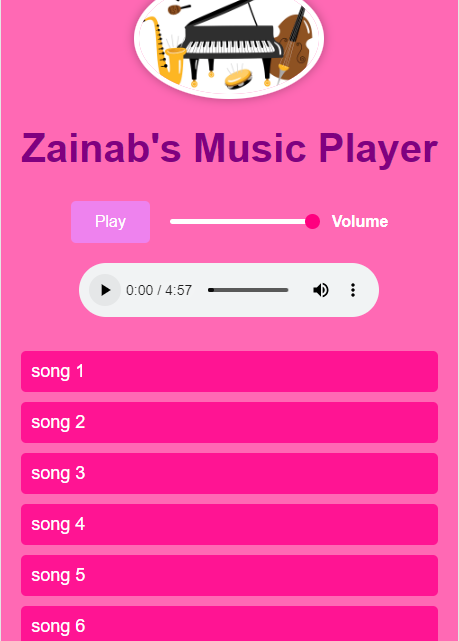 Zainab's Music Player
Play Volume
0:00 / 4:57
song 1
song 2
song 3
song 4
song 5
song 6